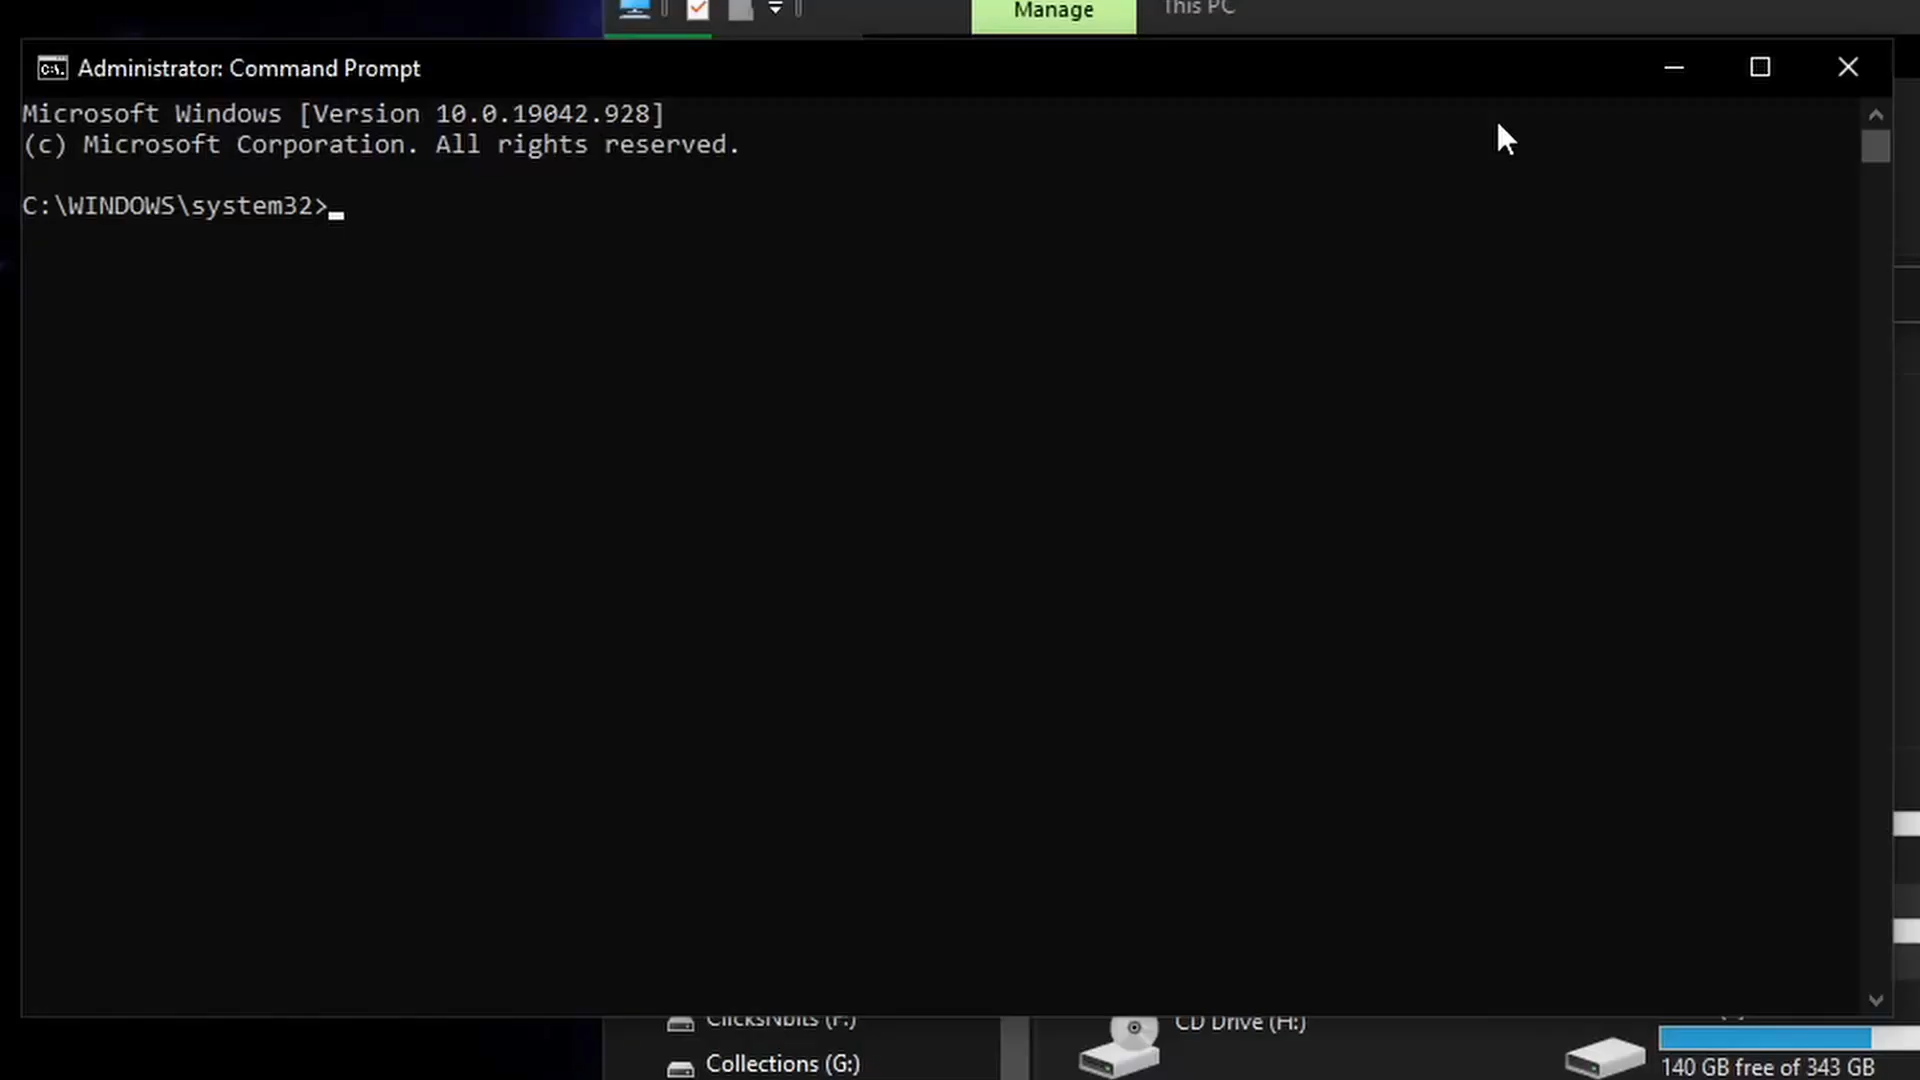 Manage
This PC
Administrator: Command Prompt
Microsoft Windows [Version 10.0.19042.928]
(c) Microsoft Corporation. All rights reserved.
C:\WINDOWS\system32>
ClicksNbits (F:)
Collections (G:)
CD Drive (H:)
140 GB free of 343 GB